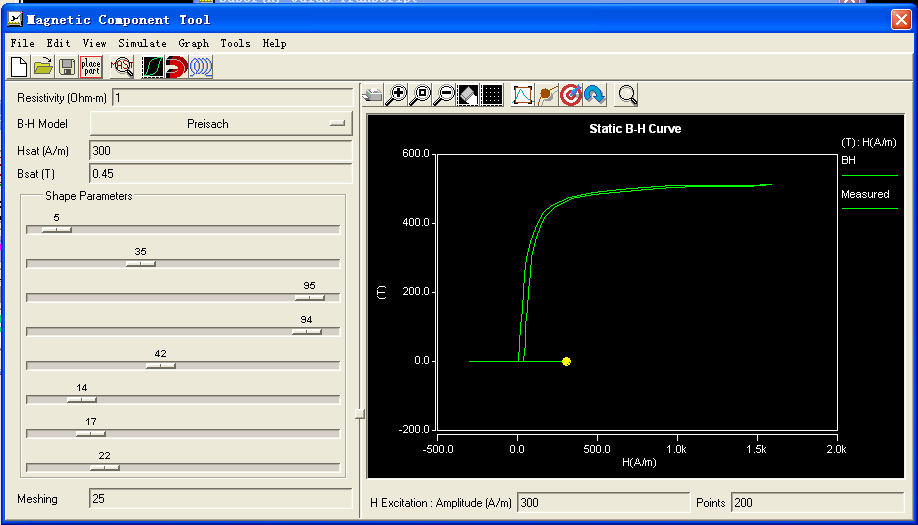 Magnetic Component Tool
File Edit View Simulate Graph Tools Help
place
part
Resistivity (Ohm-m) 1
B-H Model Preisach
Hsat (A/m) 300
Bsat (T) 0.45
Shape Parameters
5
35
95
94
42
14
17
22
Meshing 25
Static B-H Curve
(T) : H(A/m)
BH
Measured
600.0
400.0
200.0
0.0
-200.0
(T)
-500.0 0.0 500.0 1.0k 1.5k 2.0k
H(A/m)
H Excitation : Amplitude (A/m) 300 Points 200